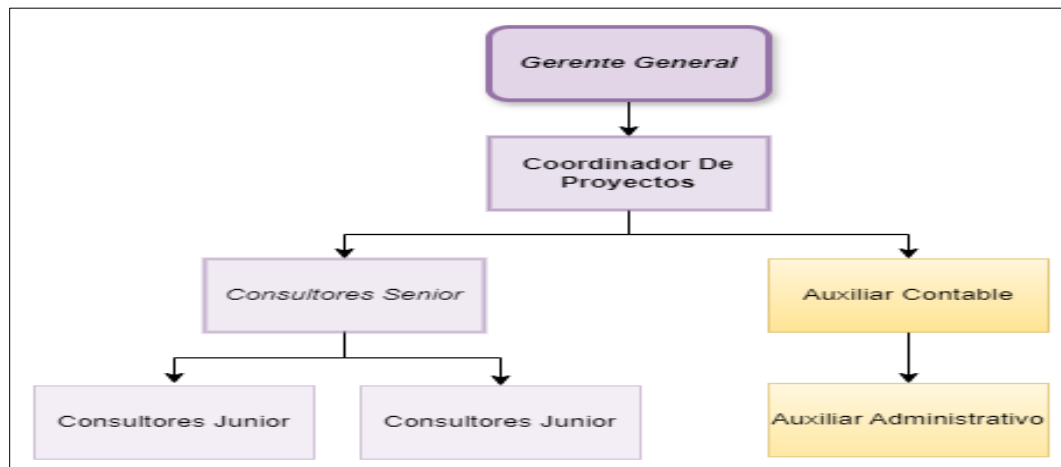 Gerente General
Coordinador De
Proyectos
Consultores Senior
Auxiliar Contable
Consultores Junior
Consultores Junior
Auxiliar Administrativo